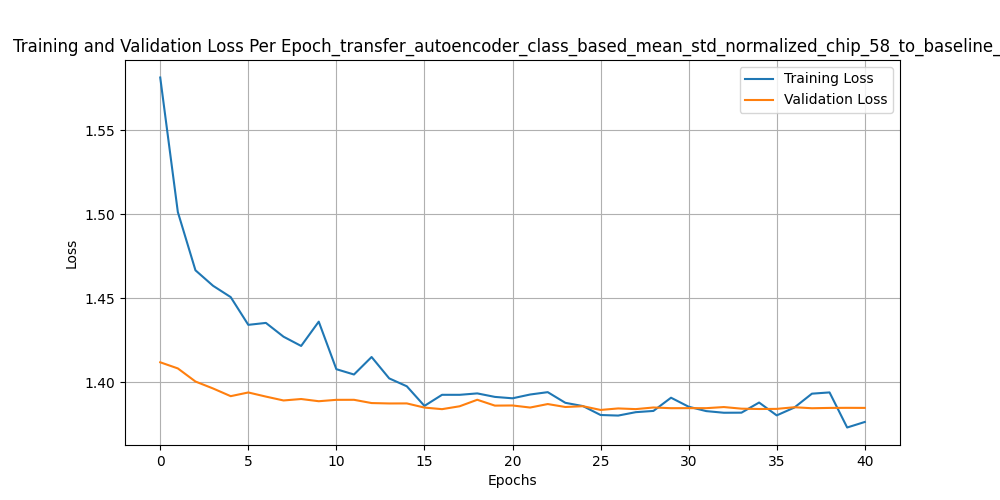 Training and Validation Loss Per Epoch_transfer_autoencoder_class_based_mean_std_normalized_chip_58_to_baseline_
Training Loss
Validation Loss
1.55
1.50
1.45
1.40
Loss
0 5 10 15 20 25 30 35 40
Epochs